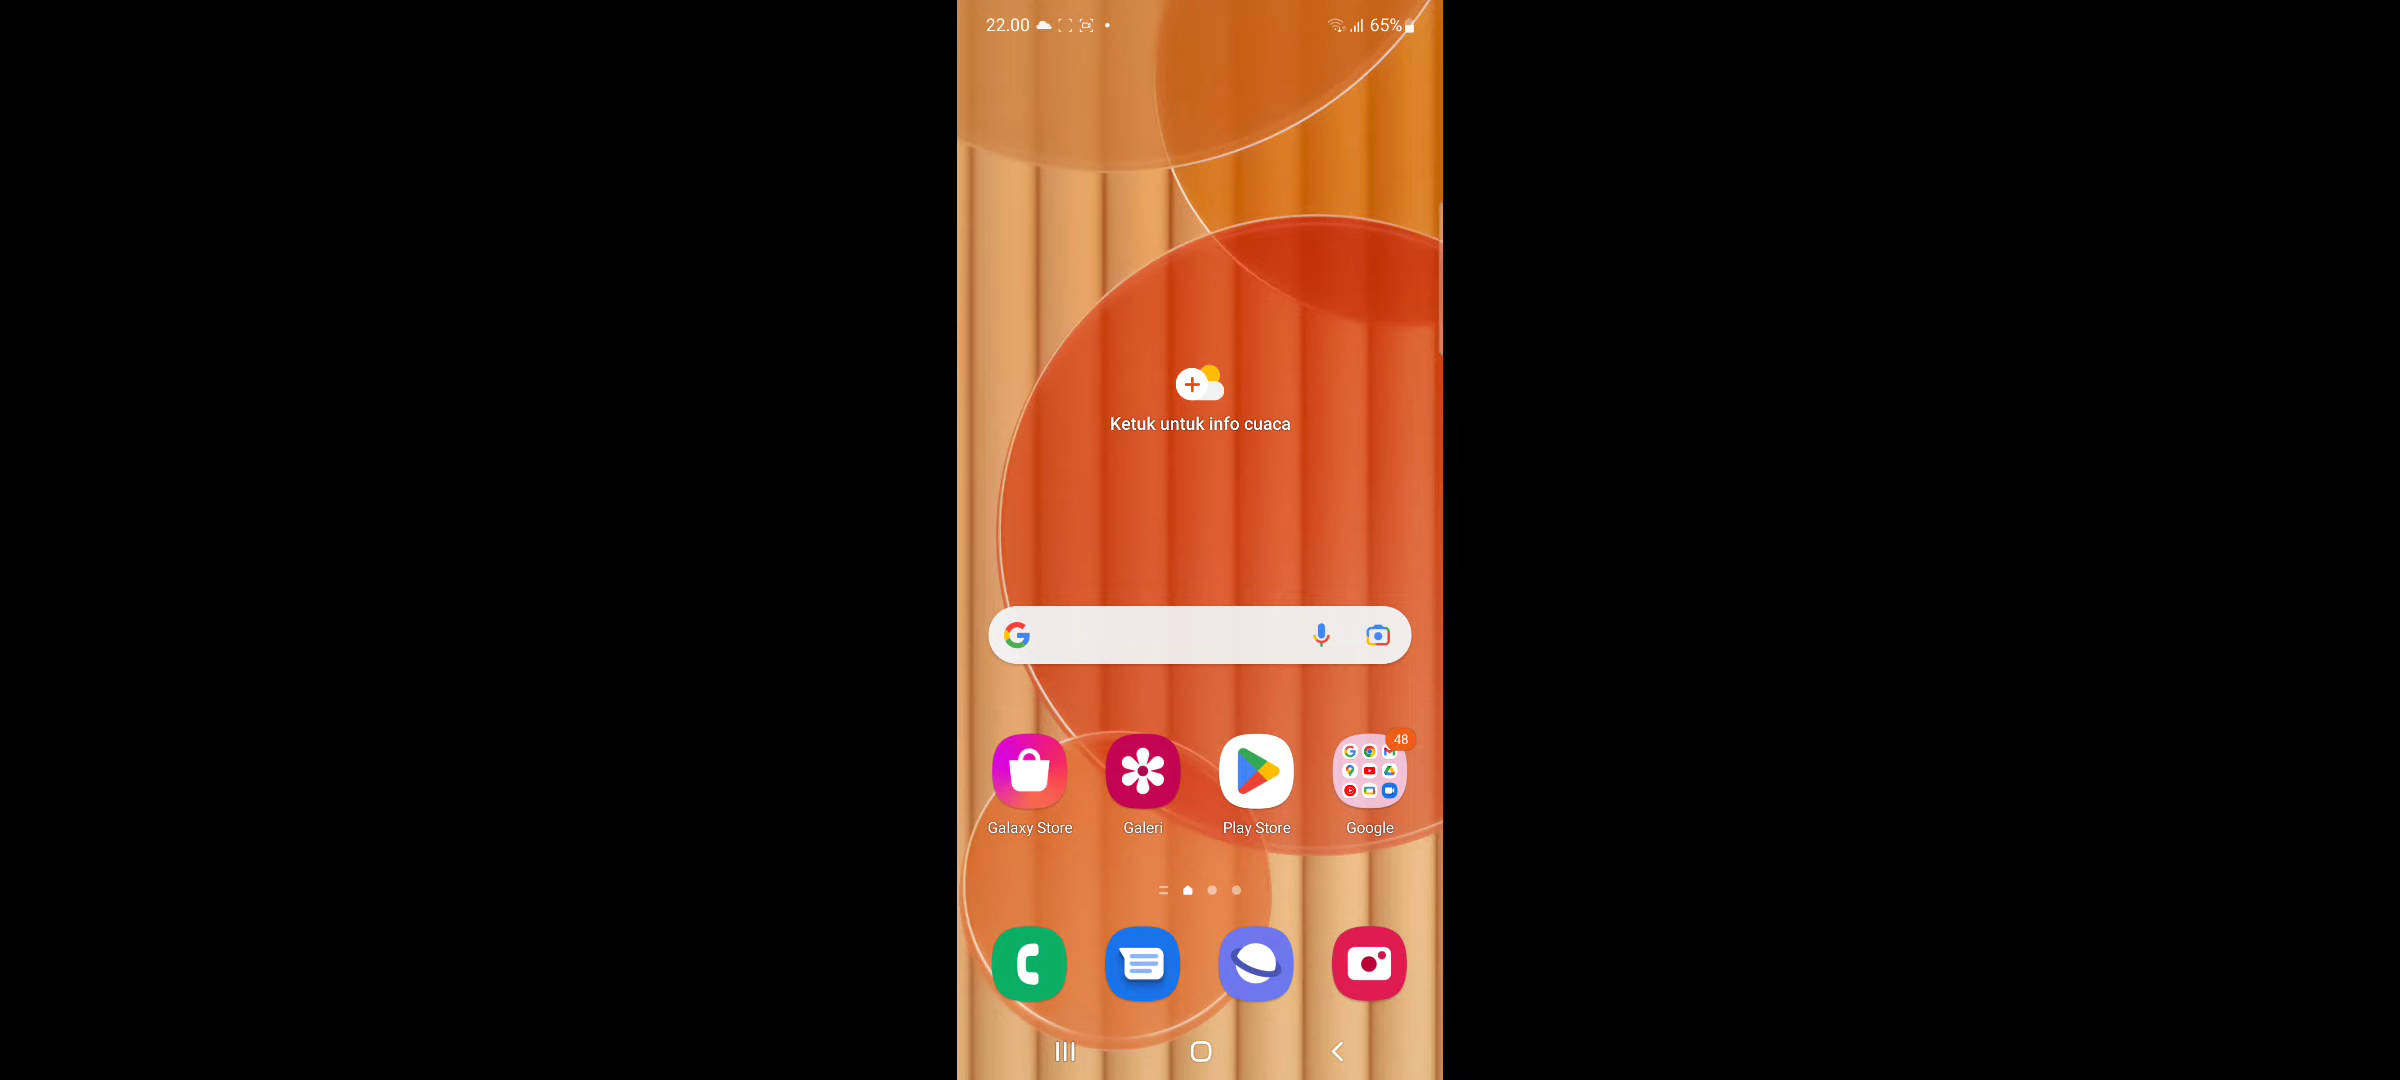 22.00
65%
Ketuk untuk info cuaca
48
Galaxy Store
Galeri
Play Store
Google